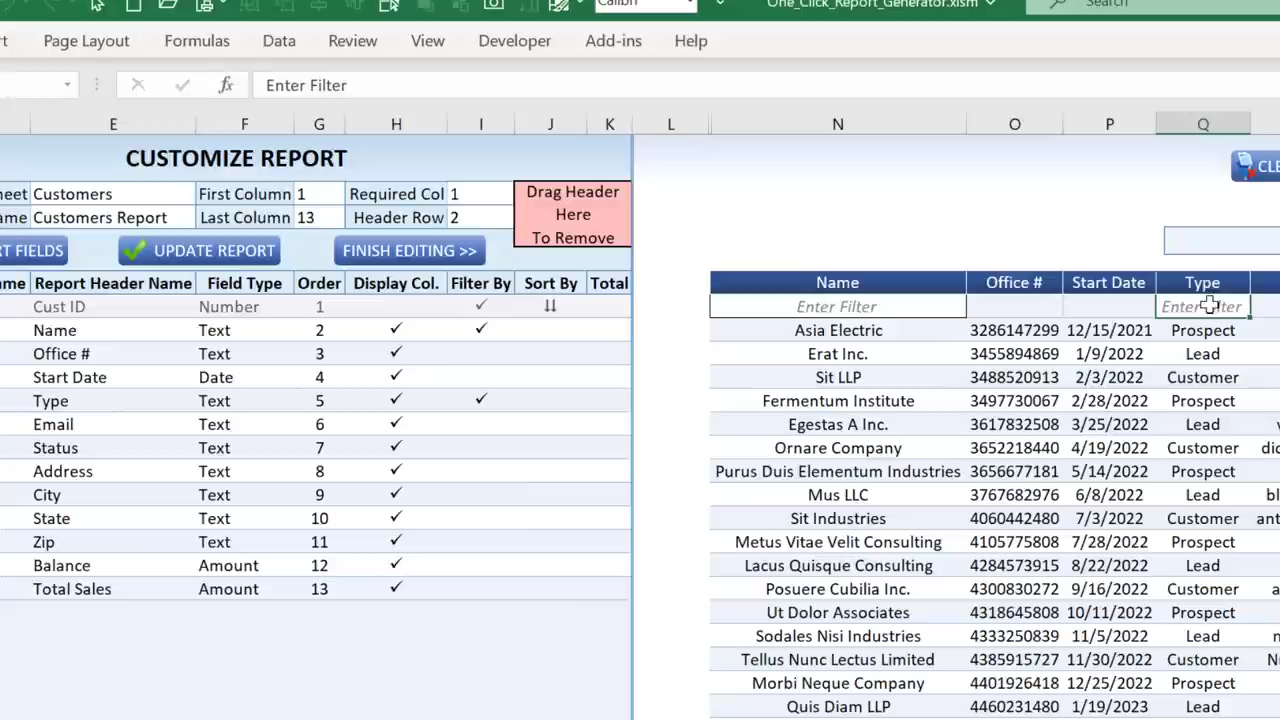 Calibri
One_Click_Report_Generator.xlsm
Search
Page Layout Formulas Data Review View Developer Add-ins Help
fx Enter Filter
E F G H I J K L N O P Q
CUSTOMIZE REPORT
Customers First Column 1 Required Col 1
Customers Report Last Column 13 Header Row 2
Drag Header
Here
To Remove
FIELDS UPDATE REPORT FINISH EDITING >>
Report Header Name Field Type Order Display Col. Filter By Sort By Total
Cust ID Number 1
Name Text 2
Office # Text 3
Start Date Date 4
Type Text 5
Email Text 6
Status Text 7
Address Text 8
City Text 9
State Text 10
Zip Text 11
Balance Amount 12
Total Sales Amount 13
Name Office # Start Date Type
Enter Filter Enter Filter
Asia Electric 3286147299 12/15/2021 Prospect
Erat Inc. 3455894869 1/9/2022 Lead
Sit LLP 3488520913 2/3/2022 Customer
Fermentum Institute 3497730067 2/28/2022 Prospect
Egestas A Inc. 3617832508 3/25/2022 Lead
Ornare Company 3652218440 4/19/2022 Customer
Purus Duis Elementum Industries 3656677181 5/14/2022 Prospect
Mus LLC 3767682976 6/8/2022 Lead
Sit Industries 4060442480 7/3/2022 Customer
Metus Vitae Velit Consulting 4105775808 7/28/2022 Prospect
Lacus Quisque Consulting 4284573915 8/22/2022 Lead
Posuere Cubilia Inc. 4300830272 9/16/2022 Customer
Ut Dolor Associates 4318645808 10/11/2022 Prospect
Sodales Nisi Industries 4333250839 11/5/2022 Lead
Tellus Nunc Lectus Limited 4385915727 11/30/2022 Customer
Morbi Neque Company 4401926418 12/25/2022 Prospect
Quis Diam LLP 4460231480 1/19/2023 Lead